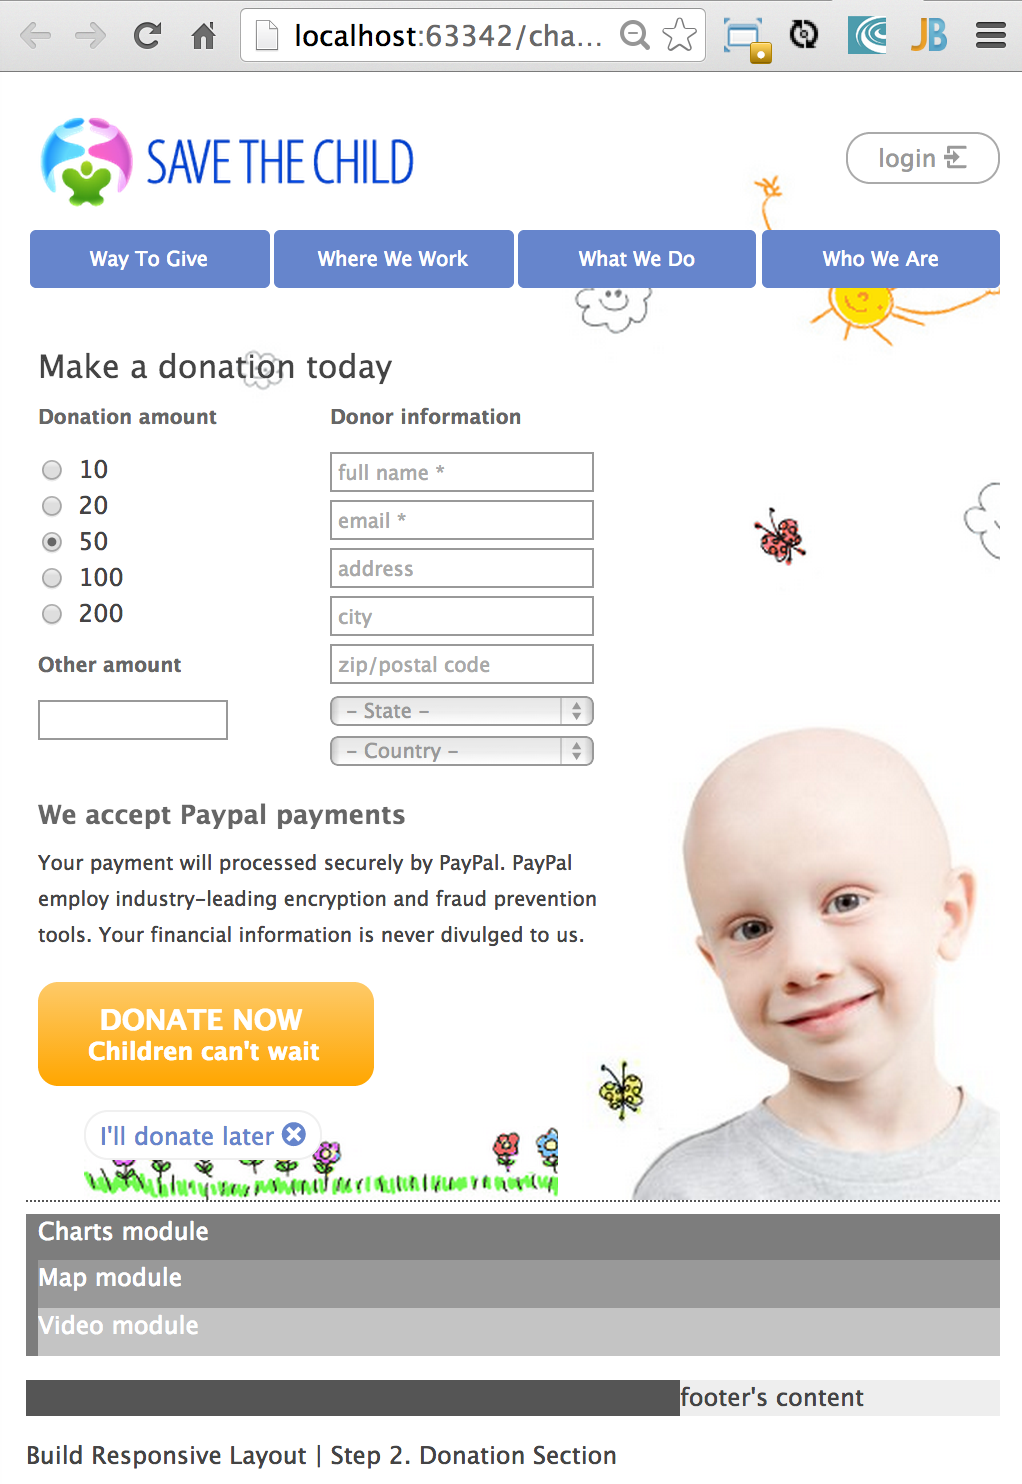 localhost:63342/cha...
JB
SAVE THE CHILD
login
Way To Give
Where We Work
What We Do
Who We Are
Make a donation today
Donation amount
Donor information
10
20
50
100
200
full name *
email *
address
city
zip/postal code
- State -
- Country -
Other amount
We accept Paypal payments
Your payment will processed securely by PayPal. PayPal
employ industry-leading encryption and fraud prevention
tools. Your financial information is never divulged to us.
DONATE NOW
Children can't wait
I'll donate later
Charts module
Map module
Video module
footer's content
Build Responsive Layout | Step 2. Donation Section